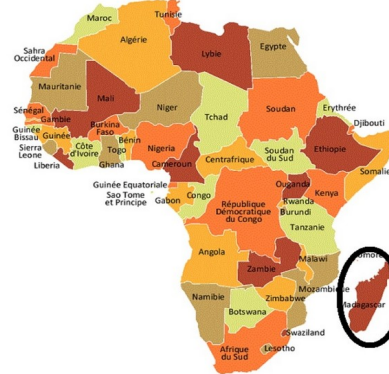 Maroc
Tunisie
Algérie
Lybie
Egypte
Sahra
Occidental
Mauritanie
Mali
Niger
Tchad
Soudan
Erythrée
Djibouti
Sénégal
Gambie
Guinée
Bissau
Guinée
Sierra
Leone
Liberia
Côte
d'Ivoire
Burkina
Faso
Ghana
Togo
Bénin
Nigeria
Cameroun
Centrafrique
Soudan
du Sud
Ethiopie
Somalie
Guinée Equatoriale
Sao Tome
et Principe
Gabon
Congo
République
Démocratique
du Congo
Ouganda
Kenya
Rwanda
Burundi
Tanzanie
Angola
Zambie
Malawi
Mozambique
Madagascar
Namibie
Botswana
Zimbabwe
Swaziland
Afrique
du Sud
Lesotho